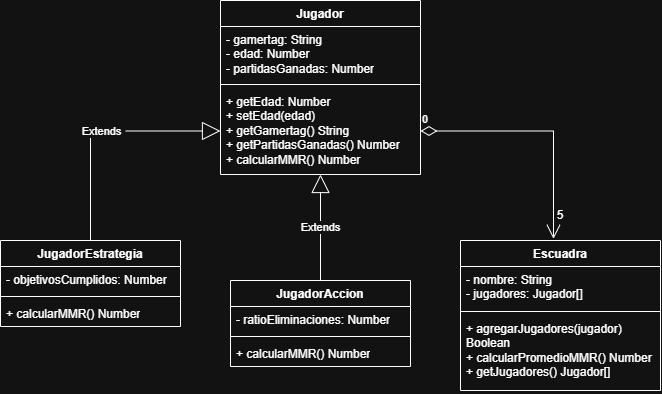 Jugador
- gamertag: String
- edad: Number
- partidasGanadas: Number
+ getEdad: Number
+ setEdad(edad)
+ getGamertag() String
+ getPartidasGanadas() Number
+ calcularMMR() Number
0
Extends
Extends
5
JugadorEstrategia
- objetivosCumplidos: Number
+ calcularMMR() Number
JugadorAccion
- ratioEliminaciones: Number
+ calcularMMR() Number
Escuadra
- nombre: String
- jugadores: Jugador[]
+ agregarJugadores(jugador)
Boolean
+ calcularPromedioMMR() Number
+ getJugadores() Jugador[]